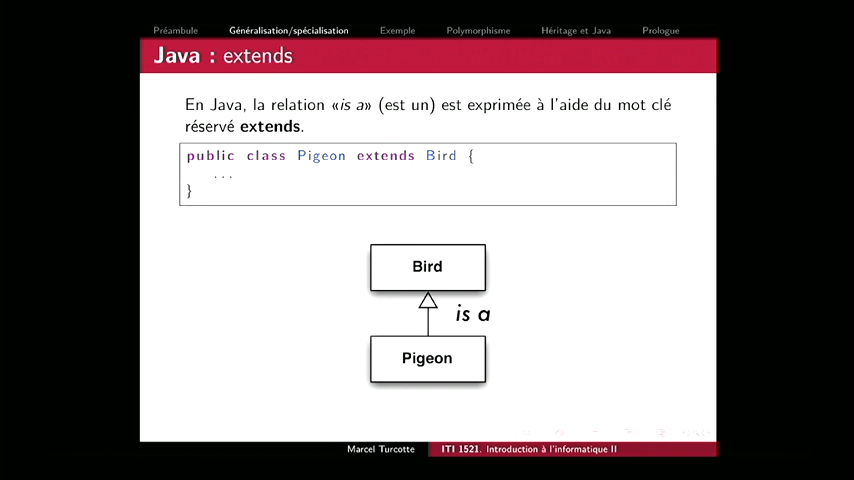 Préambule Généralisation/spécialisation Exemple Polymorphisme Héritage et Java Prologue
Java : extends
En Java, la relation «is a» (est un) est exprimée à l'aide du mot clé
réservé extends.
public class Pigeon extends Bird {
...
}
Bird
is a
Pigeon
Marcel Turcotte ITI 1521. Introduction à l'informatique II